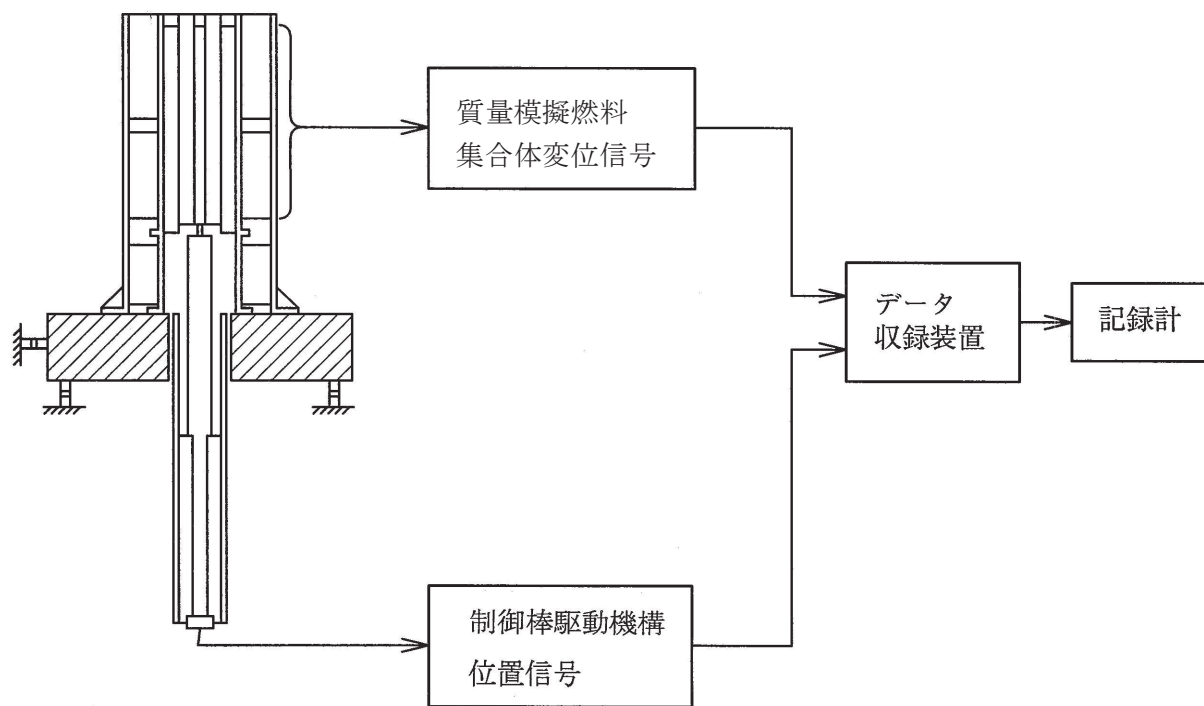 質量模擬燃料
集合体変位信号
データ
収録装置
記録計
制御棒駆動機構
位置信号